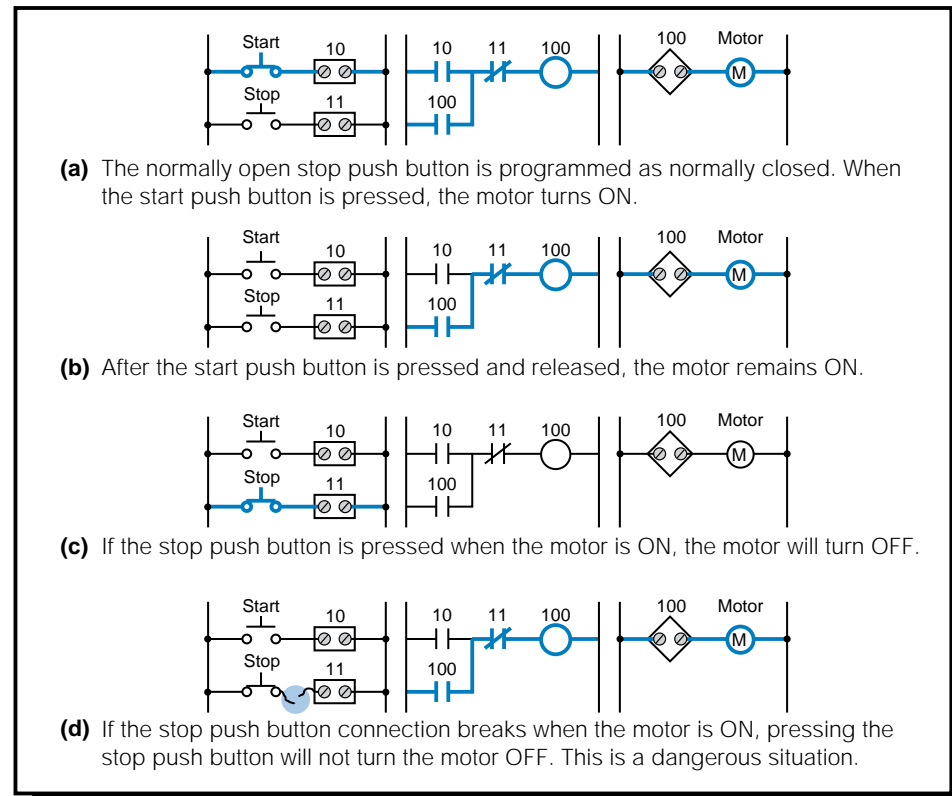 Start 10 10 11 100 100 Motor
M
Stop 11 100
(a) The normally open stop push button is programmed as normally closed. When
the start push button is pressed, the motor turns ON.
Start 10 10 11 100 100 Motor
M
Stop 11 100
(b) After the start push button is pressed and released, the motor remains ON.
Start 10 10 11 100 100 Motor
M
Stop 11 100
(c) If the stop push button is pressed when the motor is ON, the motor will turn OFF.
Start 10 10 11 100 100 Motor
M
Stop 11 100
(d) If the stop push button connection breaks when the motor is ON, pressing the
stop push button will not turn the motor OFF. This is a dangerous situation.